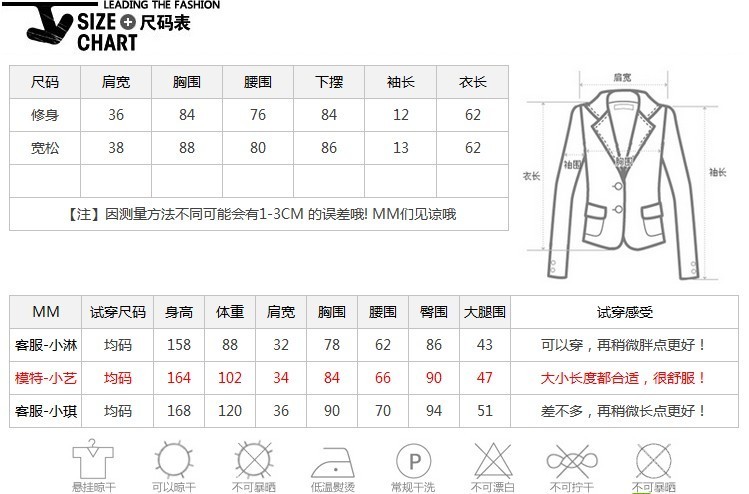 LEADING THE FASHION
SIZE + 尺码表
CHART
尺码 肩宽 胸围 腰围 下摆 袖长 衣长
修身 36 84 76 84 12 62
宽松 38 88 80 86 13 62
【注】因测量方法不同可能会有1-3CM 的误差哦! MM们见谅哦
肩宽
袖围
胸围
衣长
袖长
MM 试穿尺码 身高 体重 肩宽 胸围 腰围 臀围 大腿围 试穿感受
客服-小淋 均码 158 88 32 78 62 86 43 可以穿，再稍微胖点更好！
模特-小艺 均码 164 102 34 84 66 90 47 大小长度都合适，很舒服！
客服-小琪 均码 168 120 36 90 70 94 51 差不多，再稍微长点更好！
P
悬挂晾干 可以晾干 不可暴晒 低温熨烫 常规干洗 不可漂白 不可拧干 不可暴晒